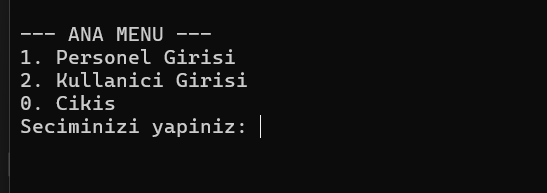 --- ANA MENU ---
1. Personel Girisi
2. Kullanici Girisi
0. Cikis
Seciminizi yapiniz: